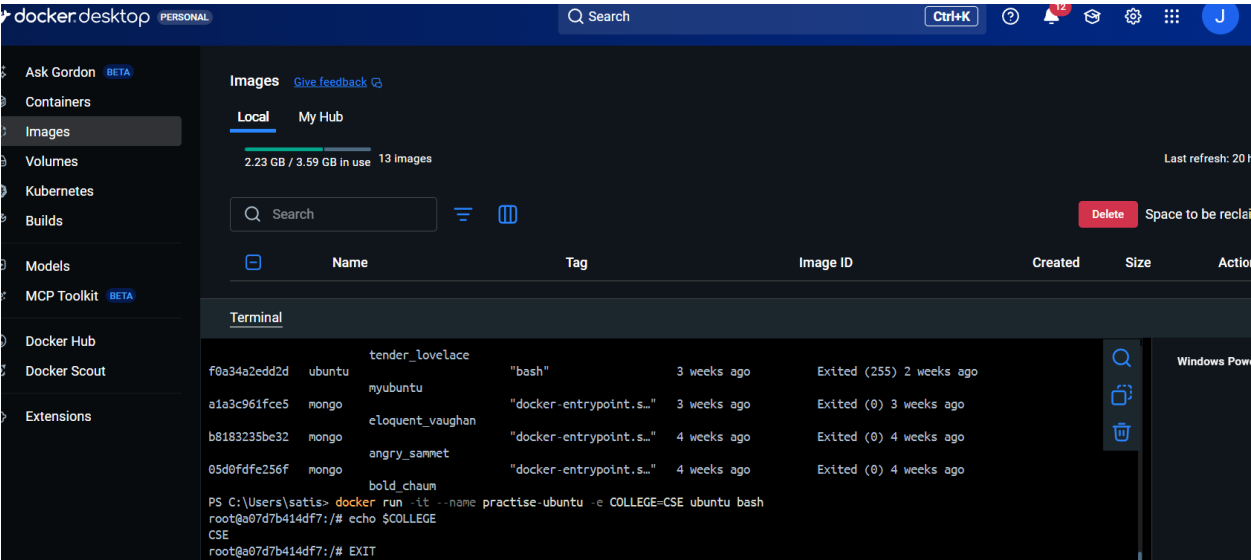 docker.desktop PERSONAL
Search
Ctrl+K
12
J
Ask Gordon BETA
Containers
Images
Volumes
Kubernetes
Builds
Models
MCP Toolkit BETA
Docker Hub
Docker Scout
Extensions
Images Give feedback
Local My Hub
2.23 GB / 3.59 GB in use 13 images
Last refresh: 20
Search
Delete Space to be
Name Tag Image ID Created Size
Terminal
tender_lovelace
f0a34a2edd2d ubuntu "bash" 3 weeks ago Exited (255) 2 weeks ago
myubuntu
a1a3c961fce5 mongo "docker-entrypoint.s…" 3 weeks ago Exited (0) 3 weeks ago
eloquent_vaughan
b8183235be32 mongo "docker-entrypoint.s…" 4 weeks ago Exited (0) 4 weeks ago
angry_sammet
05d0fdfe256f mongo "docker-entrypoint.s…" 4 weeks ago Exited (0) 4 weeks ago
bold_chaum
PS C:\Users\satis> docker run -it --name practise-ubuntu -e COLLEGE=CSE ubuntu bash
root@a07d7b414df7:/# echo $COLLEGE
CSE
root@a07d7b414df7:/# EXIT
Windows